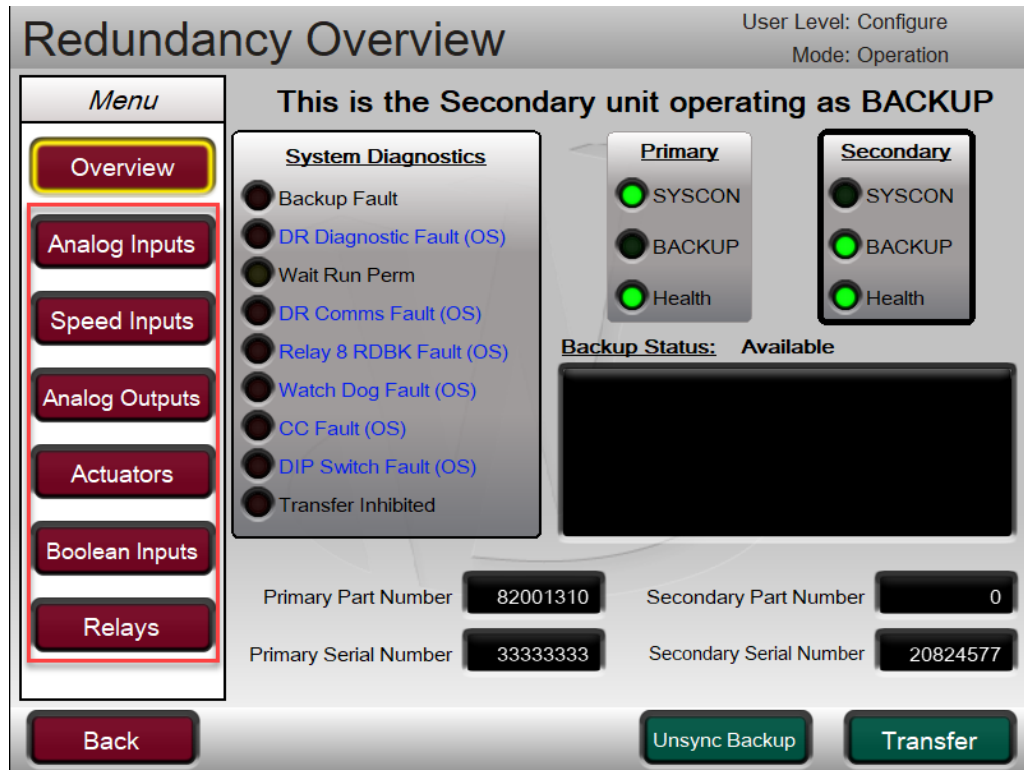 Redundancy Overview
User Level: Configure
Mode: Operation
Menu
Overview
Analog Inputs
Speed Inputs
Analog Outputs
Actuators
Boolean Inputs
Relays
This is the Secondary unit operating as BACKUP
System Diagnostics
Backup Fault
DR Diagnostic Fault (OS)
Wait Run Perm
DR Comms Fault (OS)
Relay 8 RDBK Fault (OS)
Watch Dog Fault (OS)
CC Fault (OS)
DIP Switch Fault (OS)
Transfer Inhibited
Primary
SYSCON
BACKUP
Health
Secondary
SYSCON
BACKUP
Health
Backup Status: Available
Primary Part Number 82001310
Secondary Part Number 0
Primary Serial Number 33333333
Secondary Serial Number 20824577
Back
Unsync Backup
Transfer